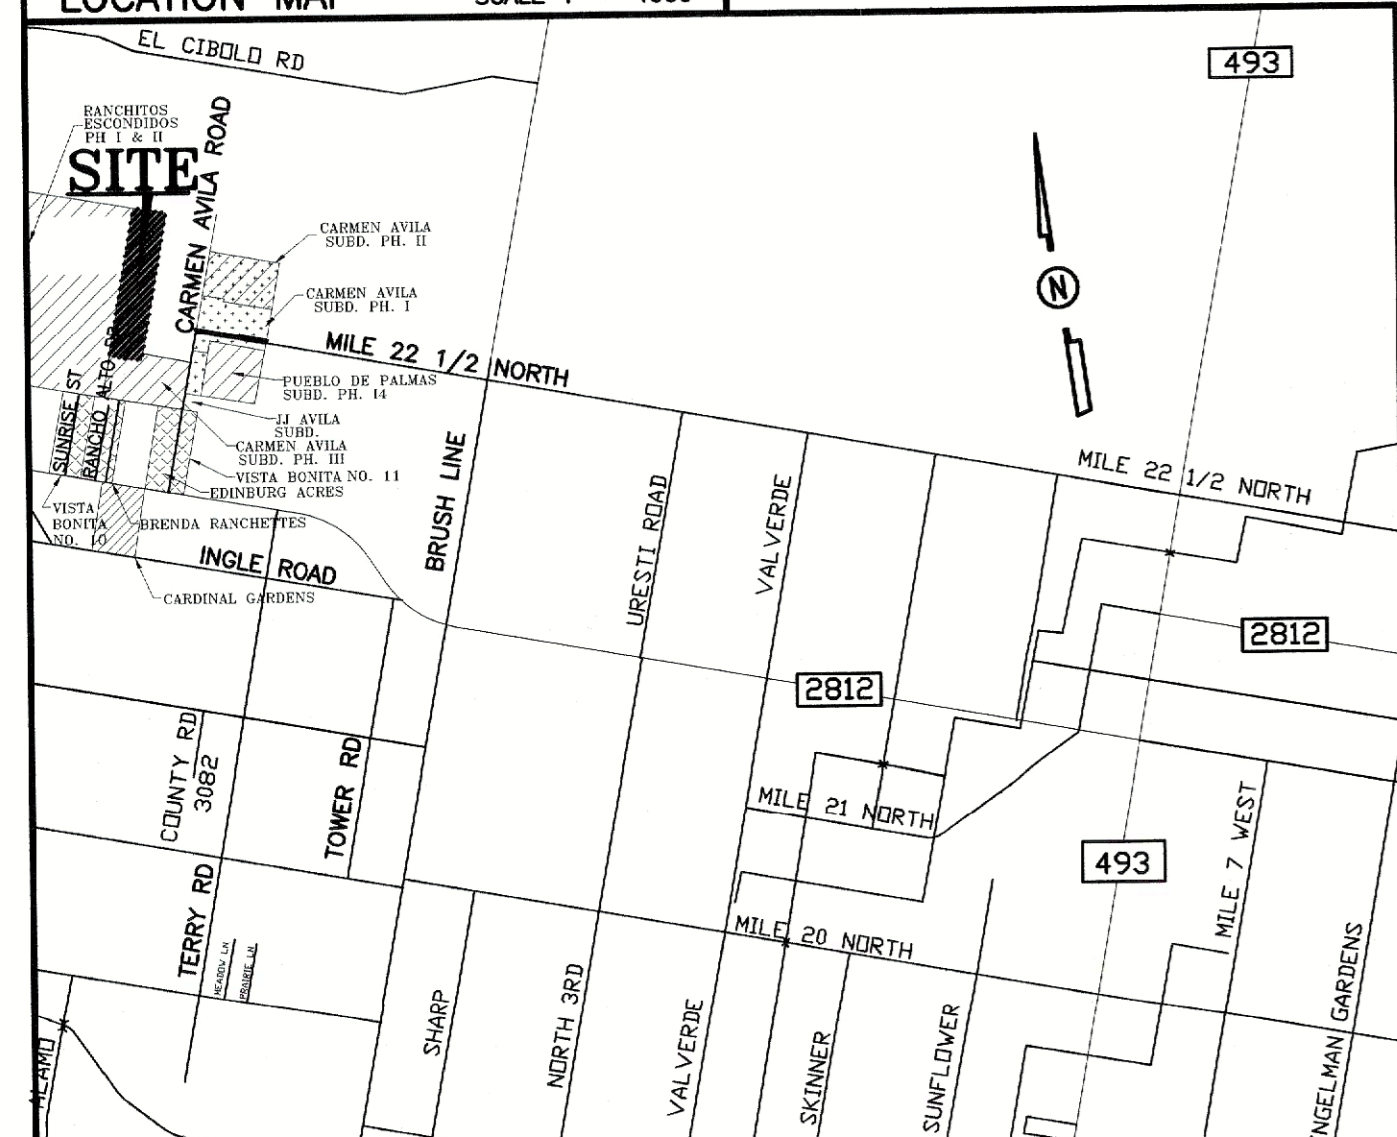 LOCATION MAP
EL CIBOLO RD
493
RANCHITOS
ESCONDIDOS
PH I & II
SITE
CARMEN AVILA ROAD
CARMEN AVILA
SUBD. PH. II
CARMEN AVILA
SUBD. PH. I
N
MILE 22 1/2 NORTH
PUEBLO DE PALMAS
SUBD. PH. 14
JJ AVILA
SUBD.
CARMEN AVILA
SUBD. PH. III
VISTA BONITA NO. 11
EDINBURG ACRES
SUNRISE ST
RANCHO ALTO DR
VISTA
BONITA
NO. 10
BRENDA RANCHETTES
INGLE ROAD
CARDINAL GARDENS
BRUSH LINE
URESTI ROAD
VALVERDE
MILE 22 1/2 NORTH
2812
2812
COUNTY RD
3082
TOWER RD
MILE 21 NORTH
493
MILE 7 WEST
TERRY RD
MEADOW LN
PRAIRIE LN
MILE 20 NORTH
SHARP
NORTH 3RD
VALVERDE
SKINNER
SUNFLOWER
ENGELMAN GARDENS
ALAMO